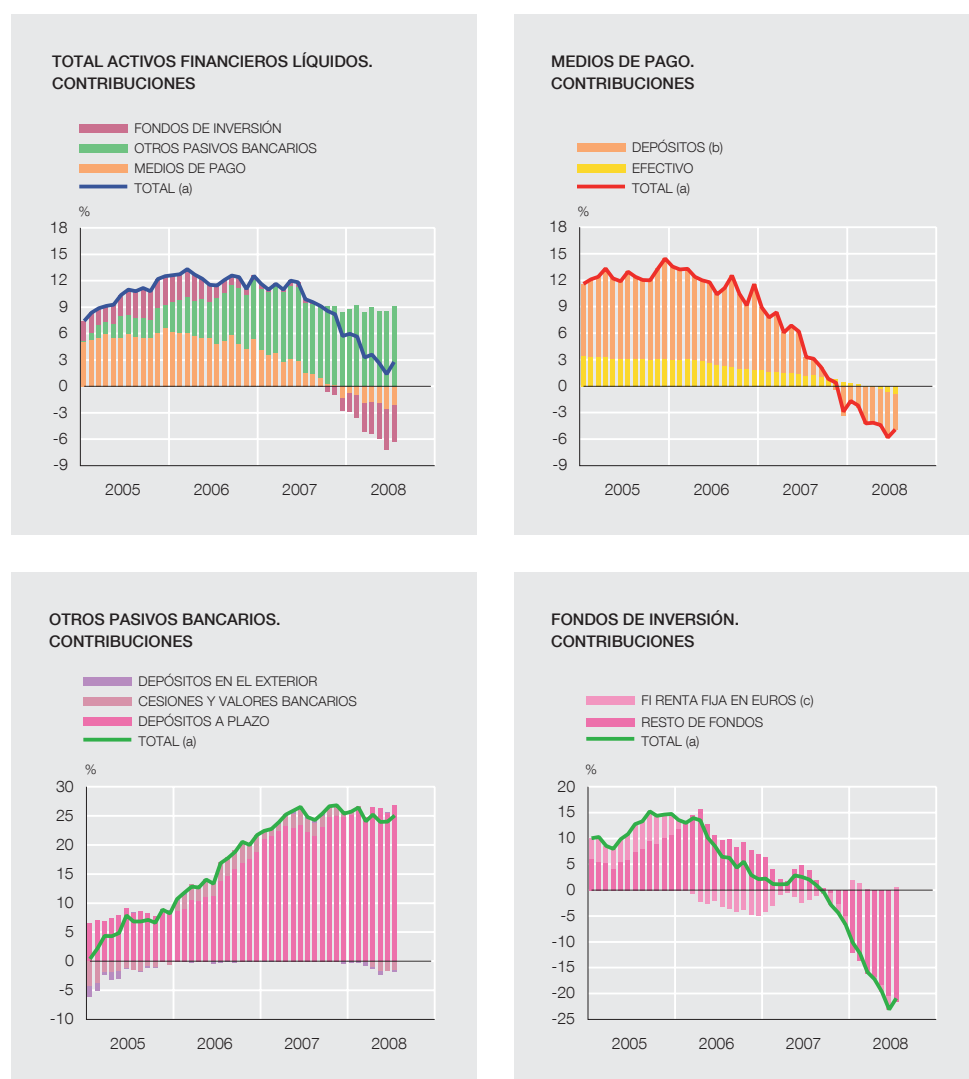 TOTAL ACTIVOS FINANCIEROS LÍQUIDOS.
CONTRIBUCIONES
FONDOS DE INVERSIÓN
OTROS PASIVOS BANCARIOS
MEDIOS DE PAGO
TOTAL (a)
%
18
15
12
9
6
3
0
-3
-6
-9
2005 2006 2007 2008
MEDIOS DE PAGO.
CONTRIBUCIONES
DEPÓSITOS (b)
EFECTIVO
TOTAL (a)
%
18
15
12
9
6
3
0
-3
-6
-9
2005 2006 2007 2008
OTROS PASIVOS BANCARIOS.
CONTRIBUCIONES
DEPÓSITOS EN EL EXTERIOR
CESIONES Y VALORES BANCARIOS
DEPÓSITOS A PLAZO
TOTAL (a)
%
30
25
20
15
10
5
0
-5
-10
2005 2006 2007 2008
FONDOS DE INVERSIÓN.
CONTRIBUCIONES
FI RENTA FIJA EN EUROS (c)
RESTO DE FONDOS
TOTAL (a)
%
20
15
10
5
0
-5
-10
-15
-20
-25
2005 2006 2007 2008